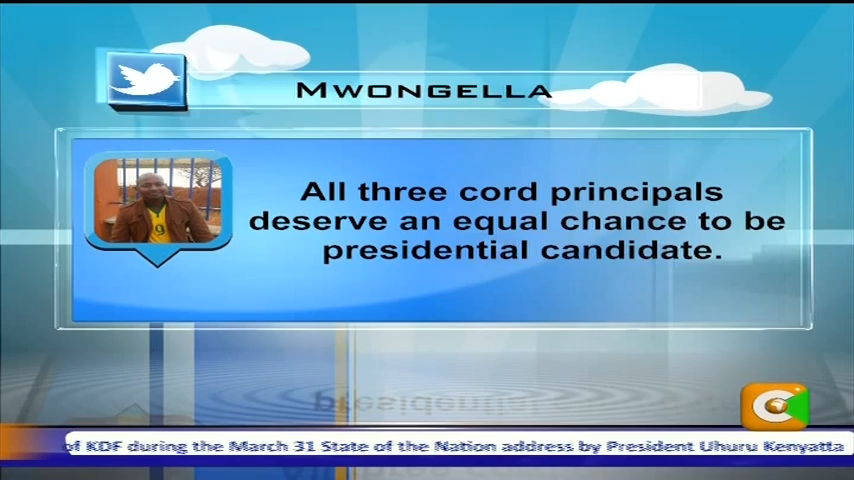 MWONGELLA
All three cord principals
deserve an equal chance to be
presidential candidate.
of KDF during the March 31 State of the Nation address by President Uhuru Kenyatta